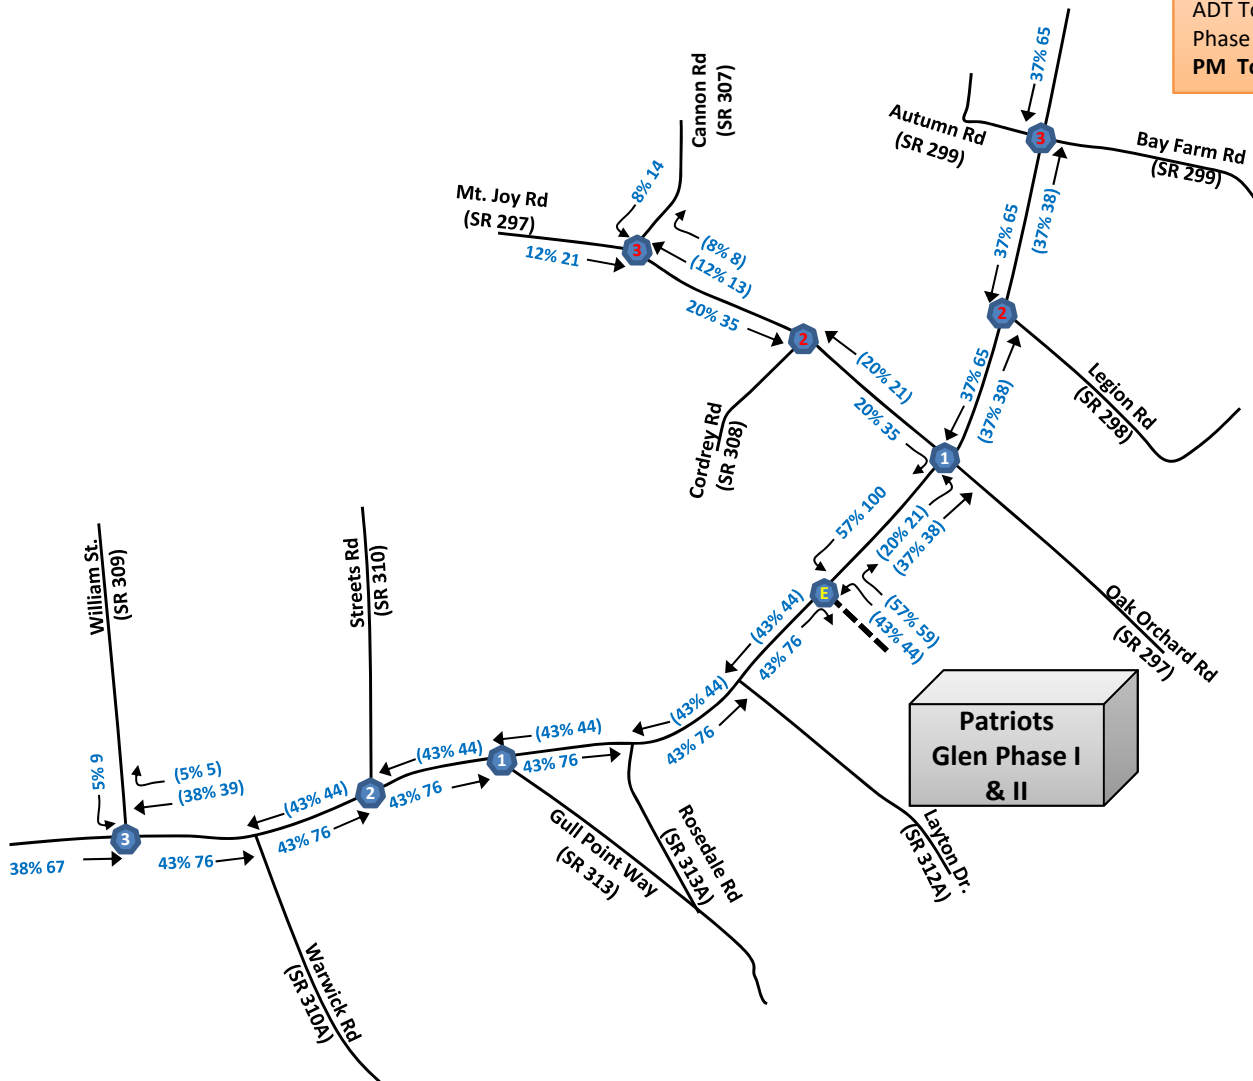 ADT
Phase
PM
37% 65
Cannon Rd
(SR 307)
Autumn Rd
(SR 299)
3
Bay Farm Rd
(SR 299)
8% 14
Mt. Joy Rd
(SR 297)
37% 65
(37% 38)
3
(8% 8)
(12% 13)
12% 21
20% 35
2
2
(20% 21)
37% 65
(37% 38)
Legion Rd
(SR 298)
20% 35
Cordrey Rd
(SR 308)
1
57% 100
(20% 21)
(37% 38)
William St.
(SR 309)
Streets Rd
(SR 310)
E
(57% 59)
(43% 44)
Oak Orchard Rd
(SR 297)
(43% 44)
43% 76
Patriots
Glen Phase I
& II
(43% 44)
43% 76
(43% 44)
43% 76
1
(43% 44)
43% 76
2
(43% 44)
43% 76
5% 9
(5% 5)
(38% 39)
3
38% 67
43% 76
Gull Point Way
(SR 313)
Rosedale Rd
(SR 313A)
Layton Dr.
(SR 312A)
Warwick Rd
(SR 310A)